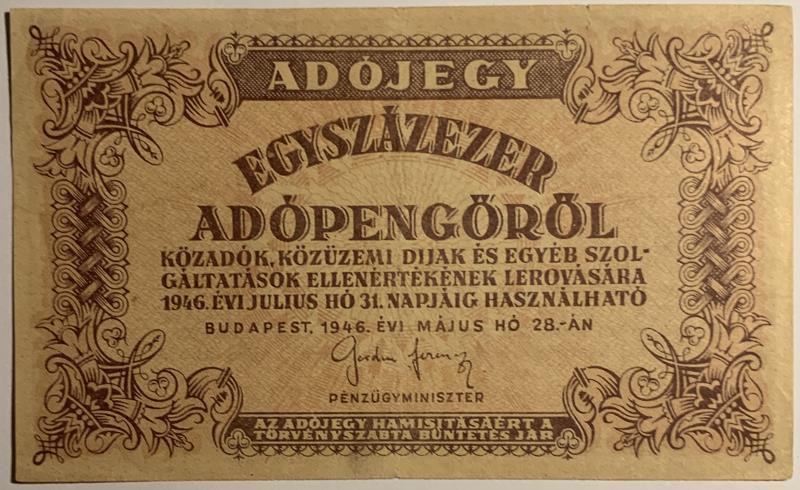 ADÓJEGY
EGYSZÁZEZER
ADÓPENGŐRŐL
KÖZADÓK, KÖZÜZEMI DIJAK ÉS EGYÉB SZOL-
GÁLTATÁSOK ELLENÉRTÉKÉNEK LEROVÁSÁRA
1946. ÉVI JULIUS HÓ 31. NAPJÁIG HASZNÁLHATÓ
BUDAPEST, 1946. ÉVI MÁJUS HÓ 28.-ÁN
Gordon Ferenc
PÉNZÜGYMINISZTER
AZ ADÓJEGY HAMISITÁSÁÉRT A
TÖRVÉNYSZABTA BÜNTETÉS JÁR